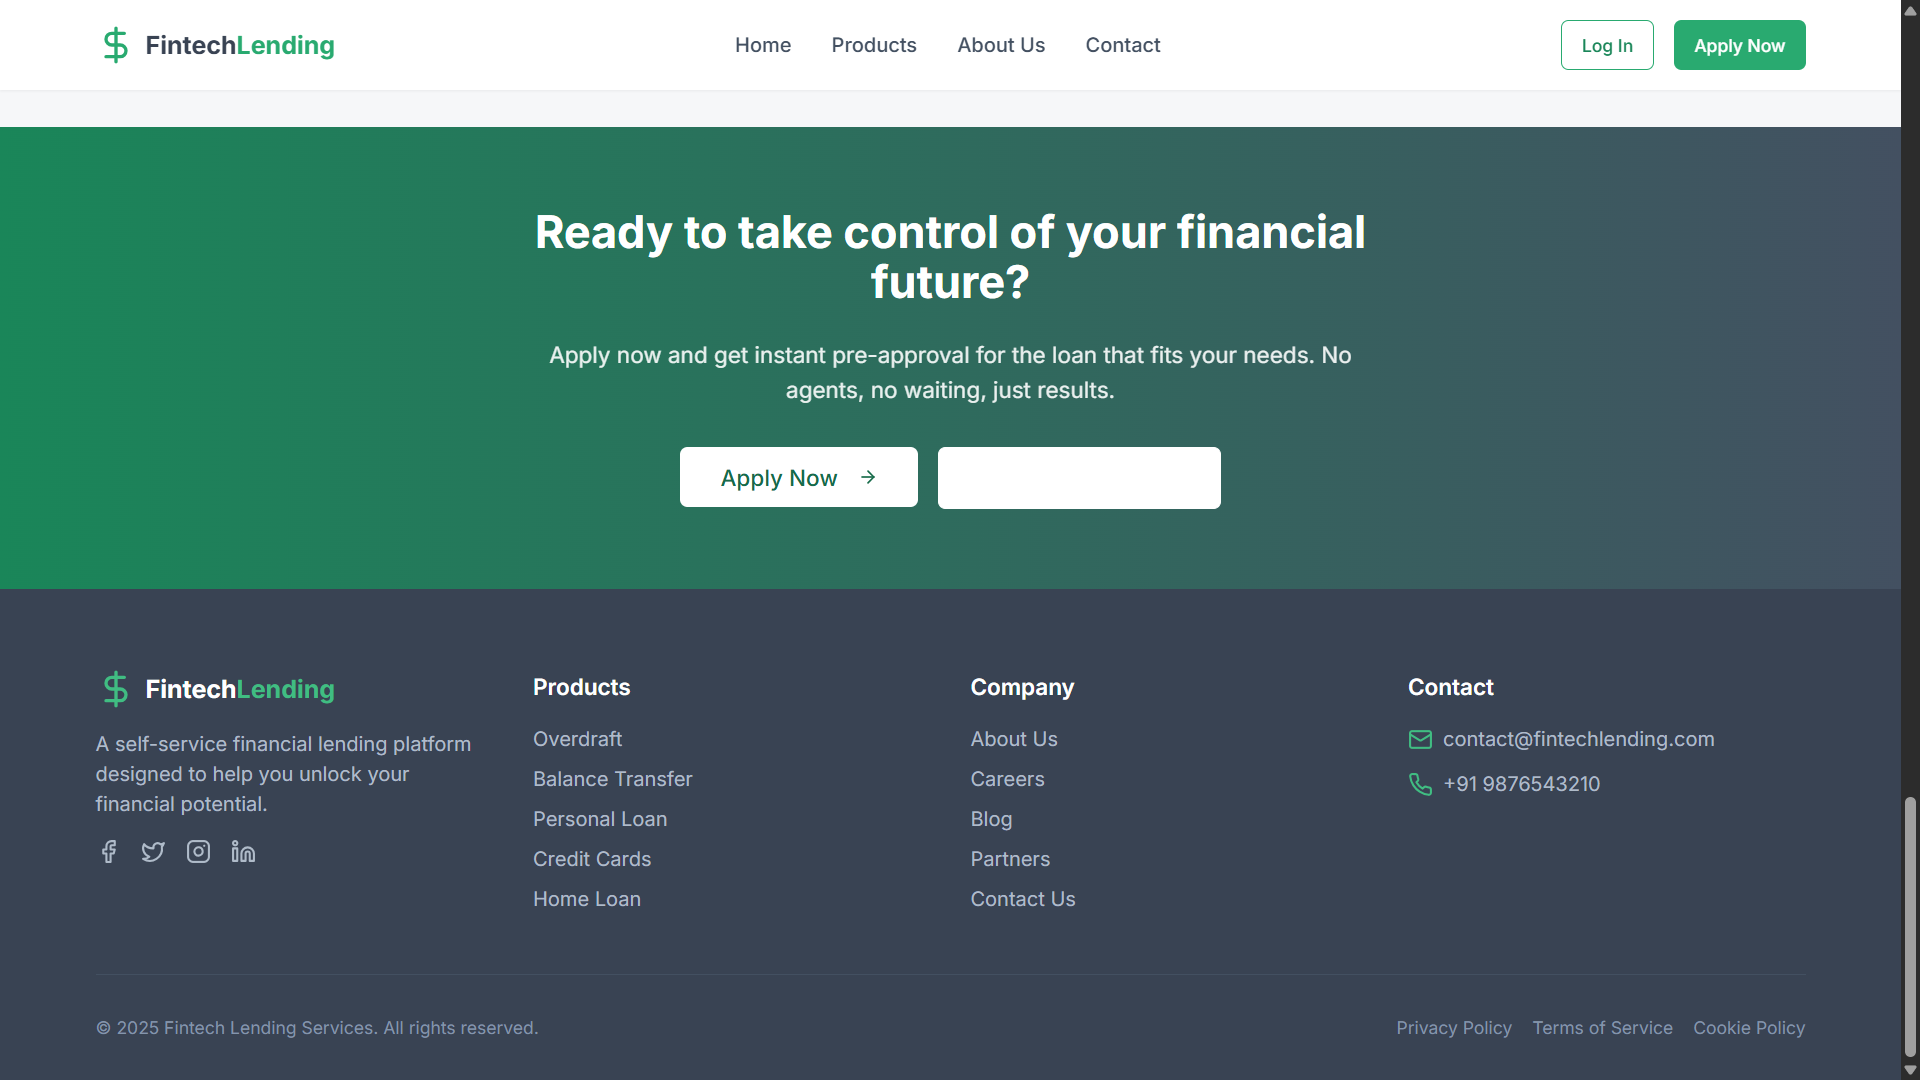 FintechLending
Home Products About Us Contact
Log In Apply Now
Ready to take control of your financial
future?
Apply now and get instant pre-approval for the loan that fits your needs. No
agents, no waiting, just results.
Apply Now
FintechLending
A self-service financial lending platform
designed to help you unlock your
financial potential.
Products
Overdraft
Balance Transfer
Personal Loan
Credit Cards
Home Loan
Company
About Us
Careers
Blog
Partners
Contact Us
Contact
contact@fintechlending.com
+91 9876543210
© 2025 Fintech Lending Services. All rights reserved.
Privacy Policy Terms of Service Cookie Policy